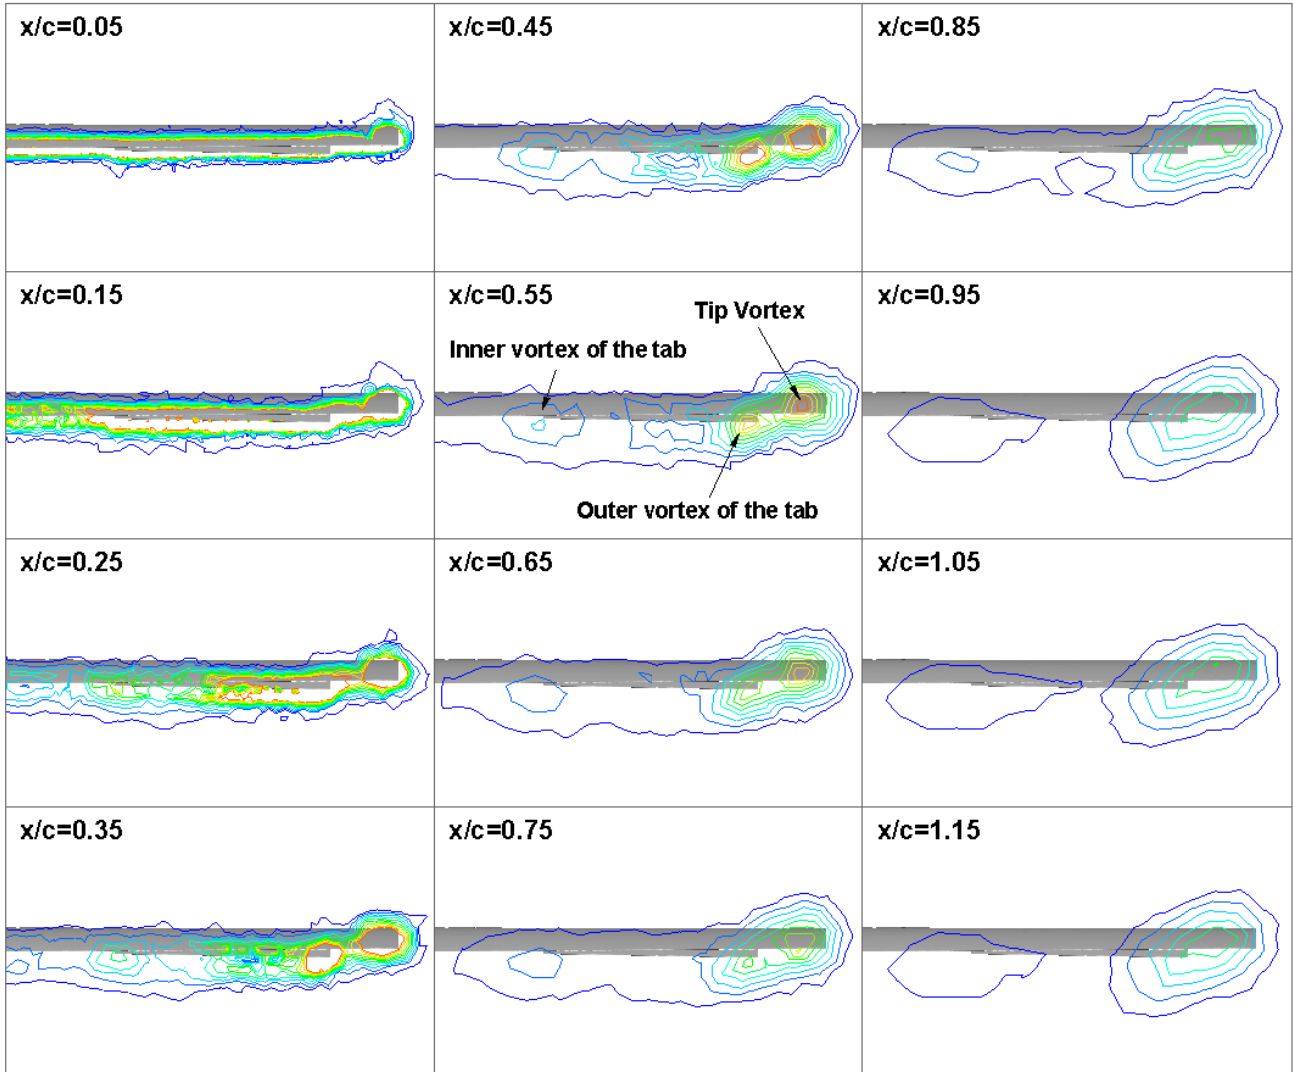 x/c=0.05
x/c=0.45
x/c=0.85
x/c=0.15
x/c=0.55
x/c=0.95
Tip Vortex
Inner vortex of the tab
Outer vortex of the tab
x/c=0.25
x/c=0.65
x/c=1.05
x/c=0.35
x/c=0.75
x/c=1.15